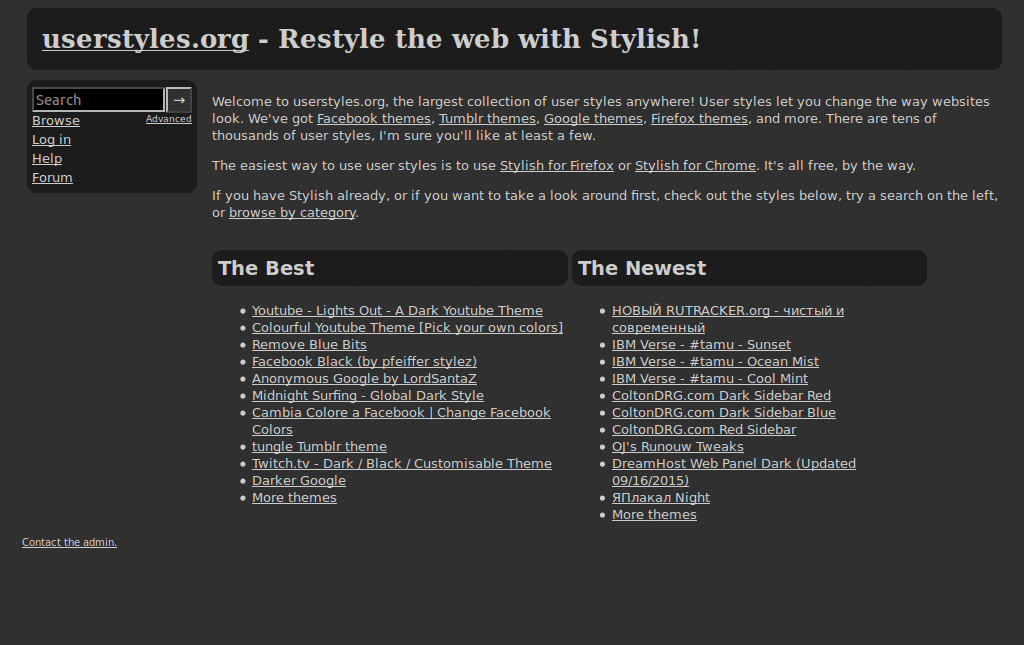 userstyles.org - Restyle the web with Stylish!
Search →
Browse Advanced
Log in
Help
Forum
Welcome to userstyles.org, the largest collection of user styles anywhere! User styles let you change the way websites
look. We've got Facebook themes, Tumblr themes, Google themes, Firefox themes, and more. There are tens of
thousands of user styles, I'm sure you'll like at least a few.
The easiest way to use user styles is to use Stylish for Firefox or Stylish for Chrome. It's all free, by the way.
If you have Stylish already, or if you want to take a look around first, check out the styles below, try a search on the left,
or browse by category.
The Best
Youtube - Lights Out - A Dark Youtube Theme
Colourful Youtube Theme [Pick your own colors]
Remove Blue Bits
Facebook Black (by pfeiffer stylez)
Anonymous Google by LordSantaZ
Midnight Surfing - Global Dark Style
Cambia Colore a Facebook | Change Facebook
Colors
tungle Tumblr theme
Twitch.tv - Dark / Black / Customisable Theme
Darker Google
More themes
The Newest
НОВЫЙ RUTRACKER.org - чистый и
современный
IBM Verse - #tamu - Sunset
IBM Verse - #tamu - Ocean Mist
IBM Verse - #tamu - Cool Mint
ColtonDRG.com Dark Sidebar Red
ColtonDRG.com Dark Sidebar Blue
ColtonDRG.com Red Sidebar
OJ's Runouw Tweaks
DreamHost Web Panel Dark (Updated
09/16/2015)
ЯПлакал Night
More themes
Contact the admin.